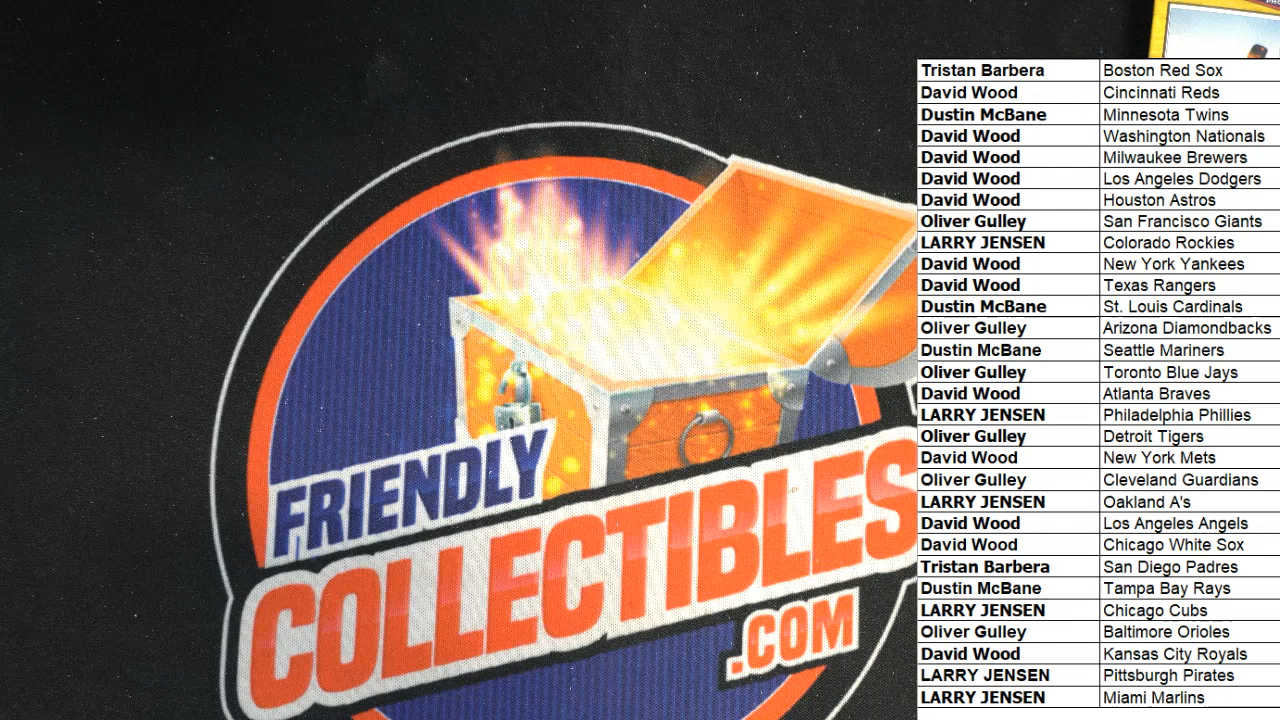 Tristan Barbera Boston Red Sox
David Wood Cincinnati Reds
Dustin McBane Minnesota Twins
David Wood Washington Nationals
David Wood Milwaukee Brewers
David Wood Los Angeles Dodgers
David Wood Houston Astros
Oliver Gulley San Francisco Giants
LARRY JENSEN Colorado Rockies
David Wood New York Yankees
David Wood Texas Rangers
Dustin McBane St. Louis Cardinals
Oliver Gulley Arizona Diamondbacks
Dustin McBane Seattle Mariners
Oliver Gulley Toronto Blue Jays
David Wood Atlanta Braves
LARRY JENSEN Philadelphia Phillies
Oliver Gulley Detroit Tigers
David Wood New York Mets
Oliver Gulley Cleveland Guardians
LARRY JENSEN Oakland A's
David Wood Los Angeles Angels
David Wood Chicago White Sox
Tristan Barbera San Diego Padres
Dustin McBane Tampa Bay Rays
LARRY JENSEN Chicago Cubs
Oliver Gulley Baltimore Orioles
David Wood Kansas City Royals
LARRY JENSEN Pittsburgh Pirates
LARRY JENSEN Miami Marlins
FRIENDLY
COLLECTIBLES
.COM